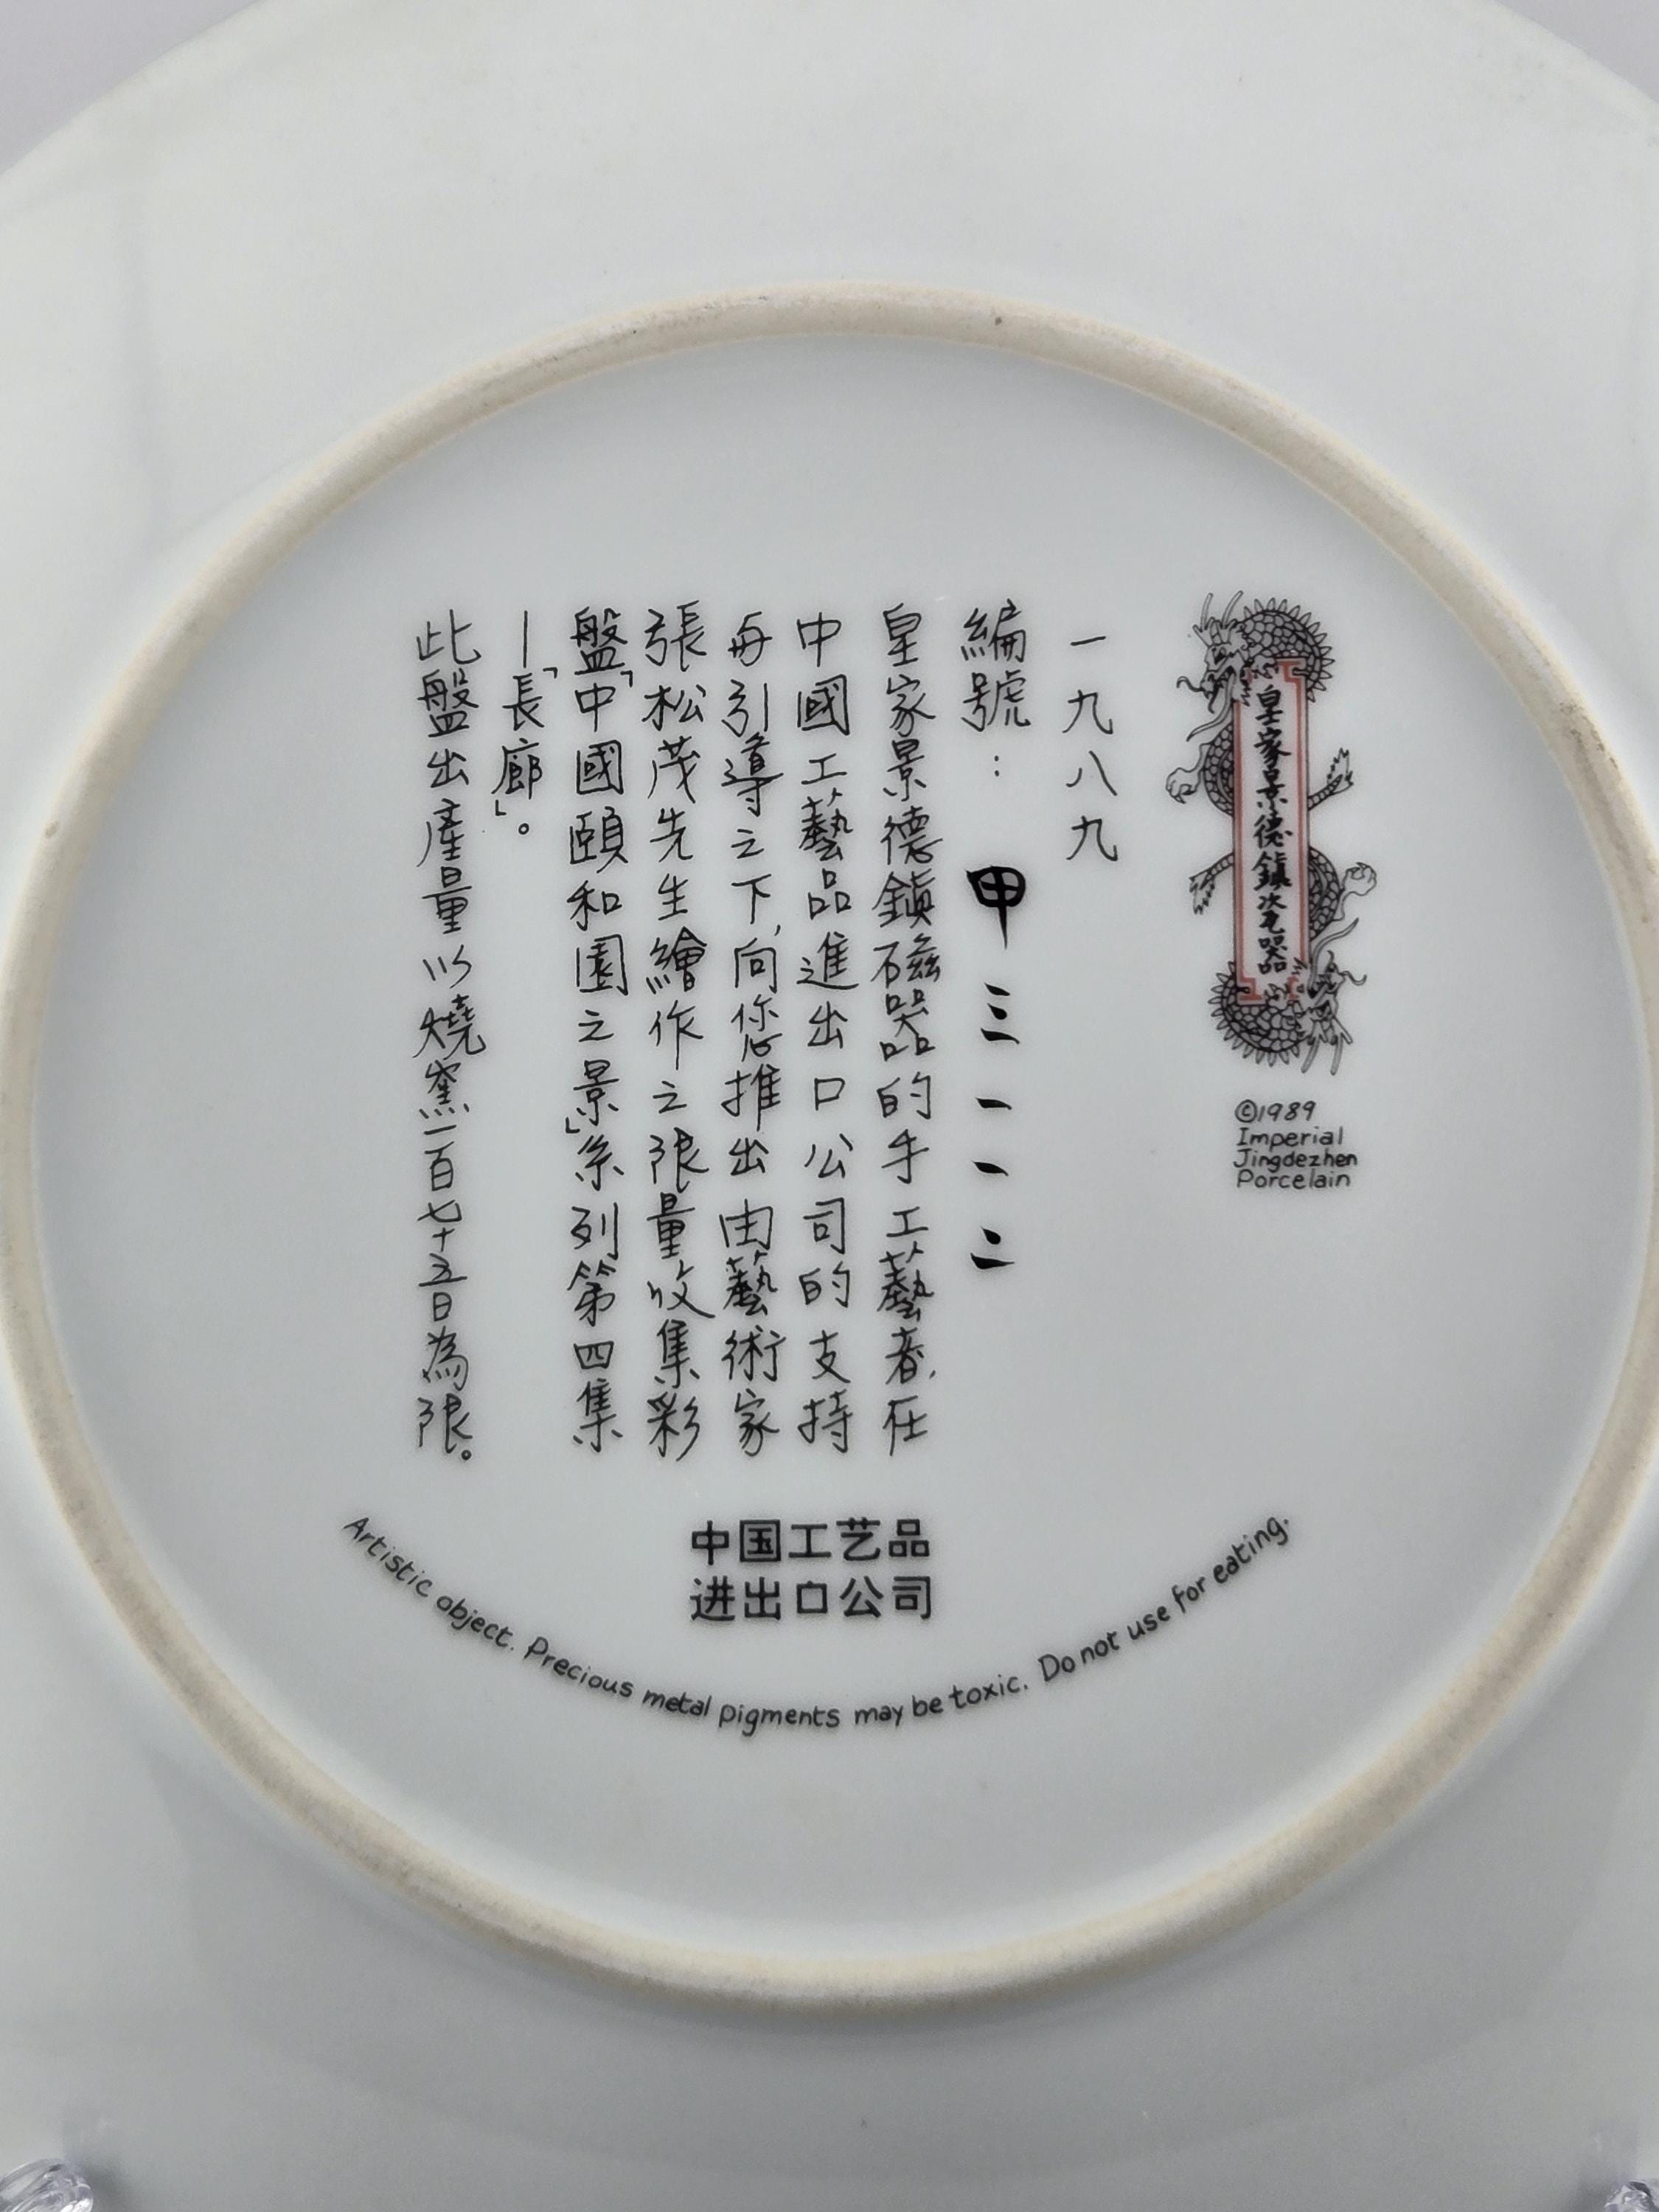 皇家景德鎮次瓦器
©1989
Imperial
Jingdezhen
Porcelain
一九八九
編號：甲三一一二
皇家景德鎮磁器的手工藝者,在
中國工藝品進出口公司的支持
与引導之下,向您推出由藝術家
張松茂先生繪作之限量收集彩
盤「中國頤和園之景」系列第四集
—「長廊」。
此盤出產量以燒窯一百七十五日為限。
中国工艺品
进出口公司
Artistic object. Precious metal pigments may be toxic. Do not use for eating.